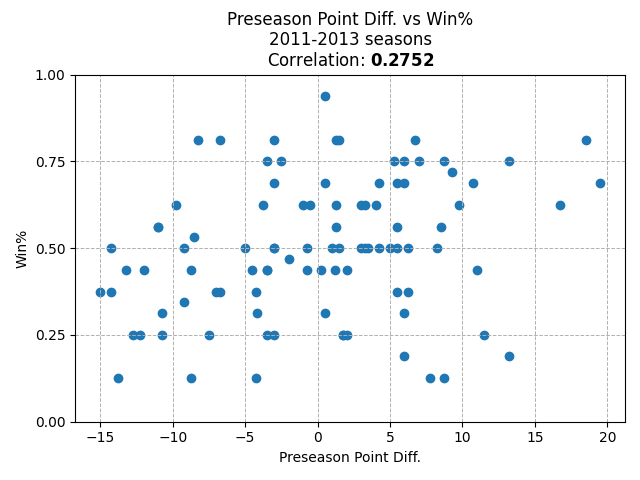 Preseason Point Diff. vs Win%
2011-2013 seasons
Correlation: 0.2752
1.00
0.75
0.50
0.25
0.00
Win%
−15
−10
−5
0
5
10
15
20
Preseason Point Diff.